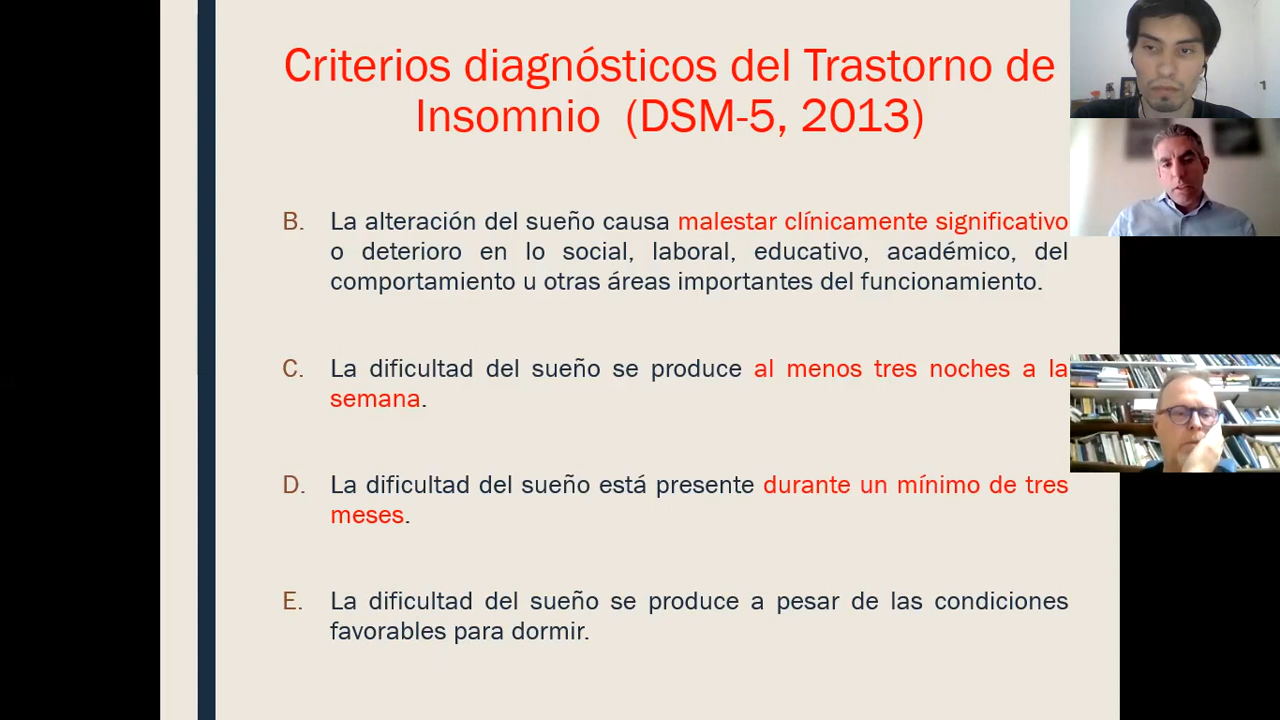 Criterios diagnósticos del Trastorno de
Insomnio (DSM-5, 2013)
B. La alteración del sueño causa malestar clínicamente significativo
o deterioro en lo social, laboral, educativo, académico, del
comportamiento u otras áreas importantes del funcionamiento.
C. La dificultad del sueño se produce al menos tres noches a la
semana.
D. La dificultad del sueño está presente durante un mínimo de tres
meses.
E. La dificultad del sueño se produce a pesar de las condiciones
favorables para dormir.